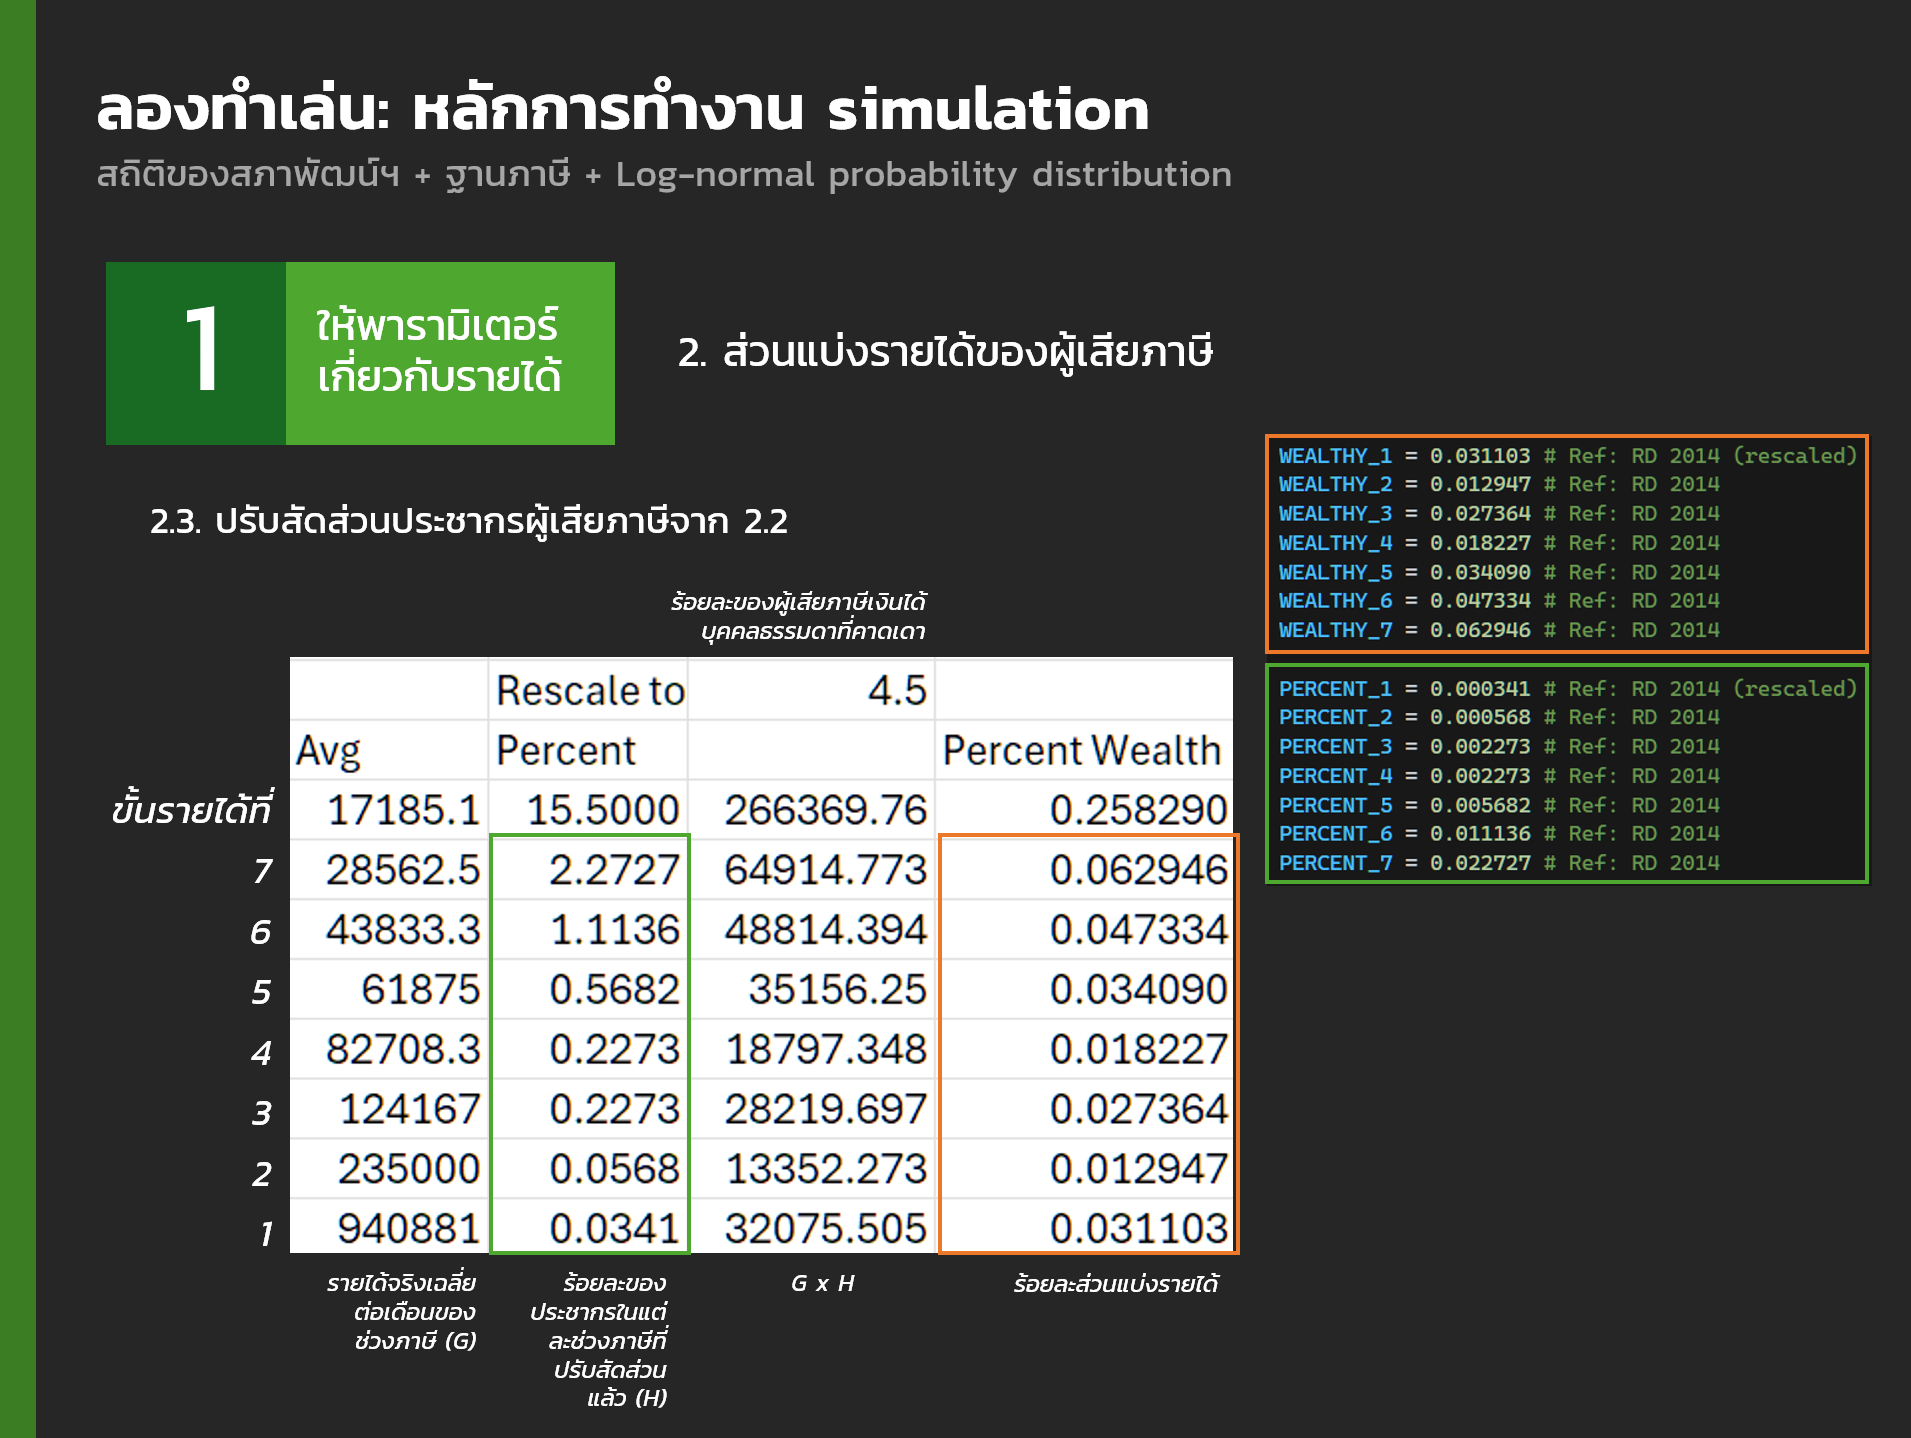 ลองทำเล่น: หลักการทำงาน simulation
สถิติของสภาพัฒน์ฯ + ฐานภาษี + Log-normal probability distribution
1
ให้พารามิเตอร์
เกี่ยวกับรายได้
2. ส่วนแบ่งรายได้ของผู้เสียภาษี
2.3. ปรับสัดส่วนประชากรผู้เสียภาษีจาก 2.2
ร้อยละของผู้เสียภาษีเงินได้
บุคคลธรรมดาที่คาดเดา
Rescale to 4.5
Avg Percent Percent Wealth
ขั้นรายได้ที่ 17185.1 15.5000 266369.76 0.258290
7 28562.5 2.2727 64914.773 0.062946
6 43833.3 1.1136 48814.394 0.047334
5 61875 0.5682 35156.25 0.034090
4 82708.3 0.2273 18797.348 0.018227
3 124167 0.2273 28219.697 0.027364
2 235000 0.0568 13352.273 0.012947
1 940881 0.0341 32075.505 0.031103
รายได้จริงเฉลี่ย
ต่อเดือนของ
ช่วงภาษี (G)
ร้อยละของ
ประชากรในแต่
ละช่วงภาษีที่
ปรับสัดส่วน
แล้ว (H)
G x H
ร้อยละส่วนแบ่งรายได้
WEALTHY_1 = 0.031103 # Ref: RD 2014 (rescaled)
WEALTHY_2 = 0.012947 # Ref: RD 2014
WEALTHY_3 = 0.027364 # Ref: RD 2014
WEALTHY_4 = 0.018227 # Ref: RD 2014
WEALTHY_5 = 0.034090 # Ref: RD 2014
WEALTHY_6 = 0.047334 # Ref: RD 2014
WEALTHY_7 = 0.062946 # Ref: RD 2014
PERCENT_1 = 0.000341 # Ref: RD 2014 (rescaled)
PERCENT_2 = 0.000568 # Ref: RD 2014
PERCENT_3 = 0.002273 # Ref: RD 2014
PERCENT_4 = 0.002273 # Ref: RD 2014
PERCENT_5 = 0.005682 # Ref: RD 2014
PERCENT_6 = 0.011136 # Ref: RD 2014
PERCENT_7 = 0.022727 # Ref: RD 2014